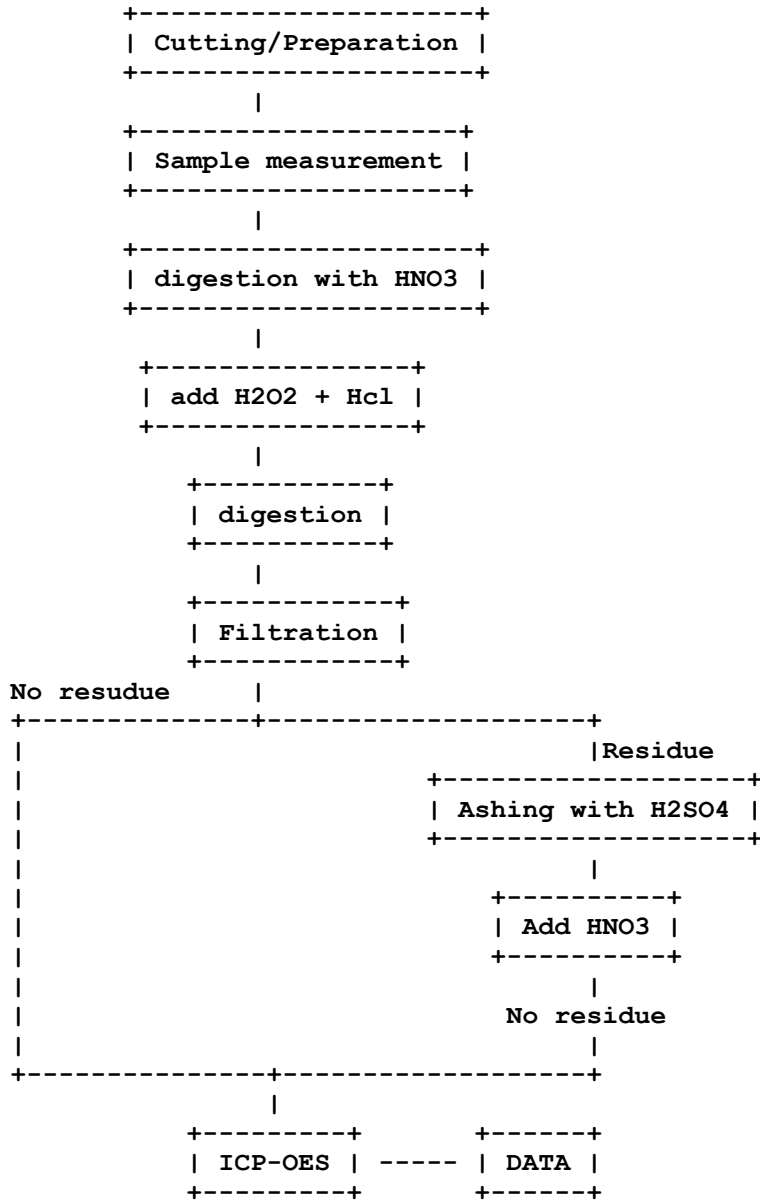 Cutting/Preparation
Sample measurement
digestion with HNO3
add H2O2 + Hcl
digestion
Filtration
No resudue
Residue
Ashing with H2SO4
Add HNO3
No residue
ICP-OES ----- DATA